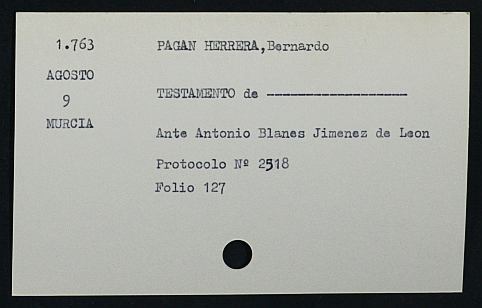 1.763
PAGAN HERRERA,Bernardo
AGOSTO
9
TESTAMENTO de ------------------
MURCIA
Ante Antonio Blanes Jimenez de Leon
Protocolo Nº 2518
Folio 127